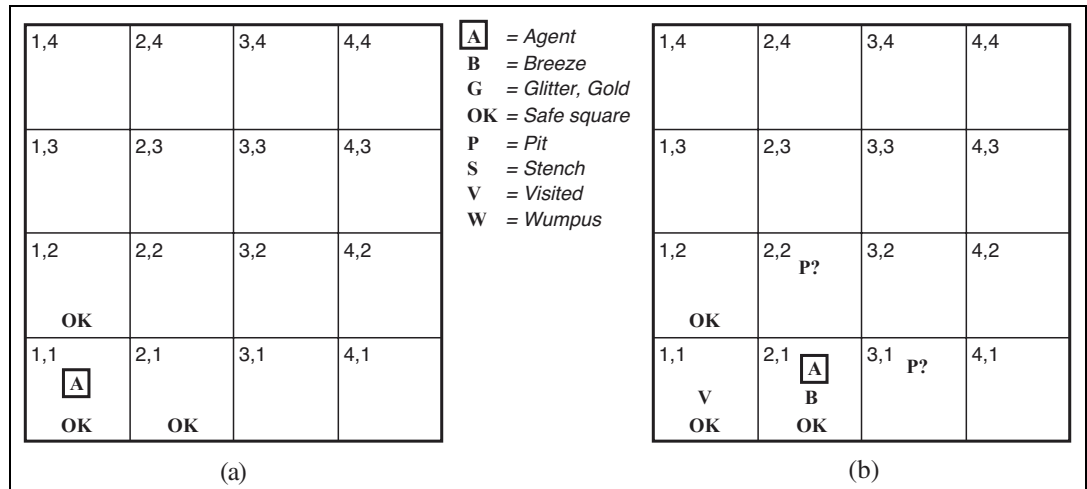 1,4 2,4 3,4 4,4
1,3 2,3 3,3 4,3
1,2 2,2 3,2 4,2
OK
1,1 2,1 3,1 4,1
A
OK OK
(a)
A = Agent
B = Breeze
G = Glitter, Gold
OK = Safe square
P = Pit
S = Stench
V = Visited
W = Wumpus
1,4 2,4 3,4 4,4
1,3 2,3 3,3 4,3
1,2 2,2 3,2 4,2
P?
OK
1,1 2,1 3,1 4,1
A P?
V B
OK OK
(b)